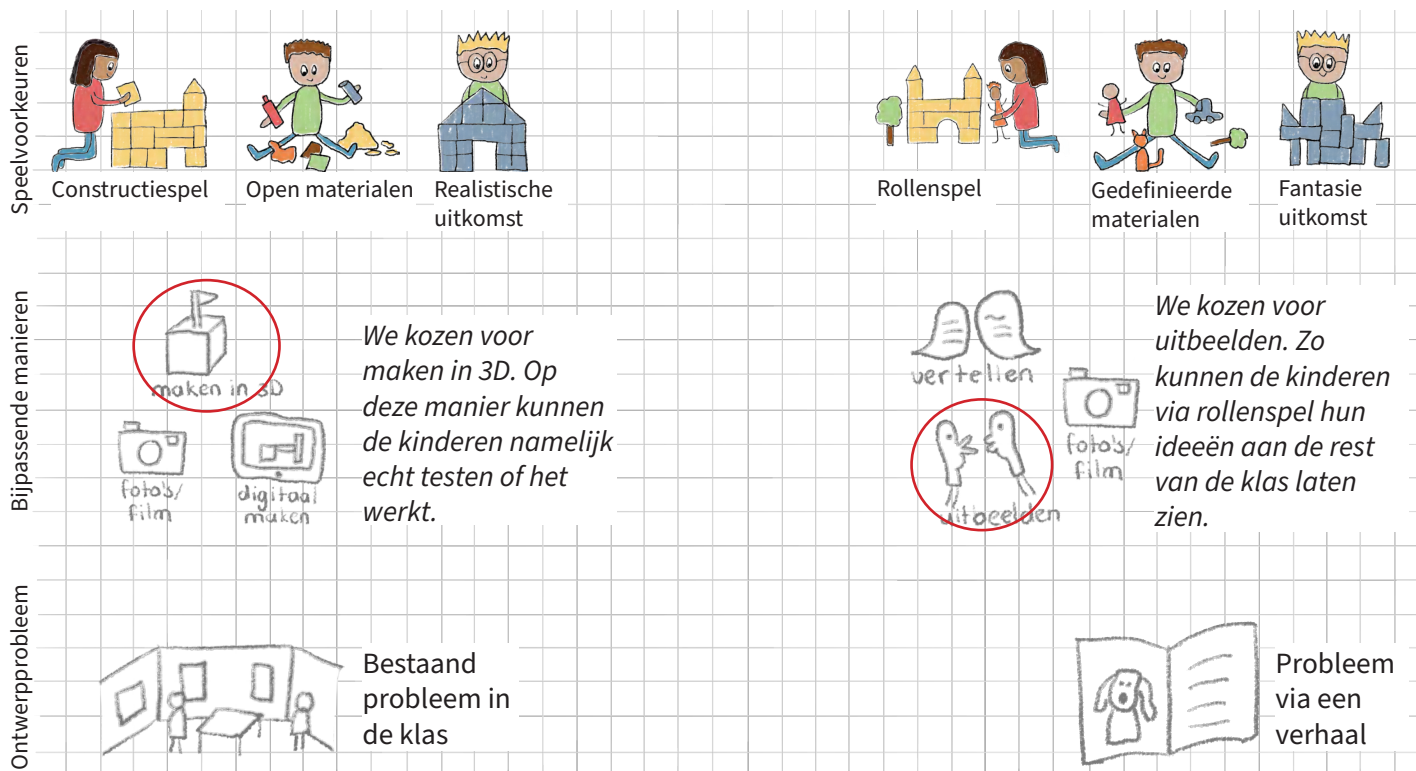 Speelvoorkeuren
Constructiespel
Open materialen
Realistische
uitkomst
Rollenspel
Gedefinieerde
materialen
Fantasie
uitkomst
Bijpassende manieren
maken in 3D
foto's/
film
digitaal
maken
We kozen voor
maken in 3D. Op
deze manier kunnen
de kinderen namelijk
echt testen of het
werkt.
vertellen
uitbeelden
foto's/
film
We kozen voor
uitbeelden. Zo
kunnen de kinderen
via rollenspel hun
ideeën aan de rest
van de klas laten
zien.
Ontwerpprobleem
Bestaand
probleem in
de klas
Probleem
via een
verhaal